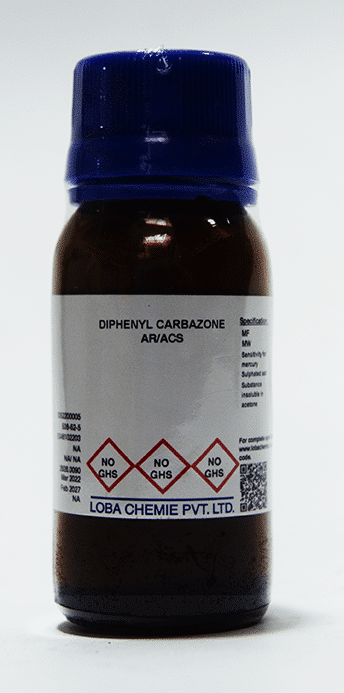 DIPHENYL CARBAZONE
AR/ACS
Specification
MF
MW
Sensitivity for
mercury
Sulphated ash
Substance
insoluble in
acetone
538-62-5
NA
NA/ NA
Mar 2022
Feb 2027
NA
NO
GHS
NO
GHS
NO
GHS
For complete
code.
LOBA CHEMIE PVT. LTD.